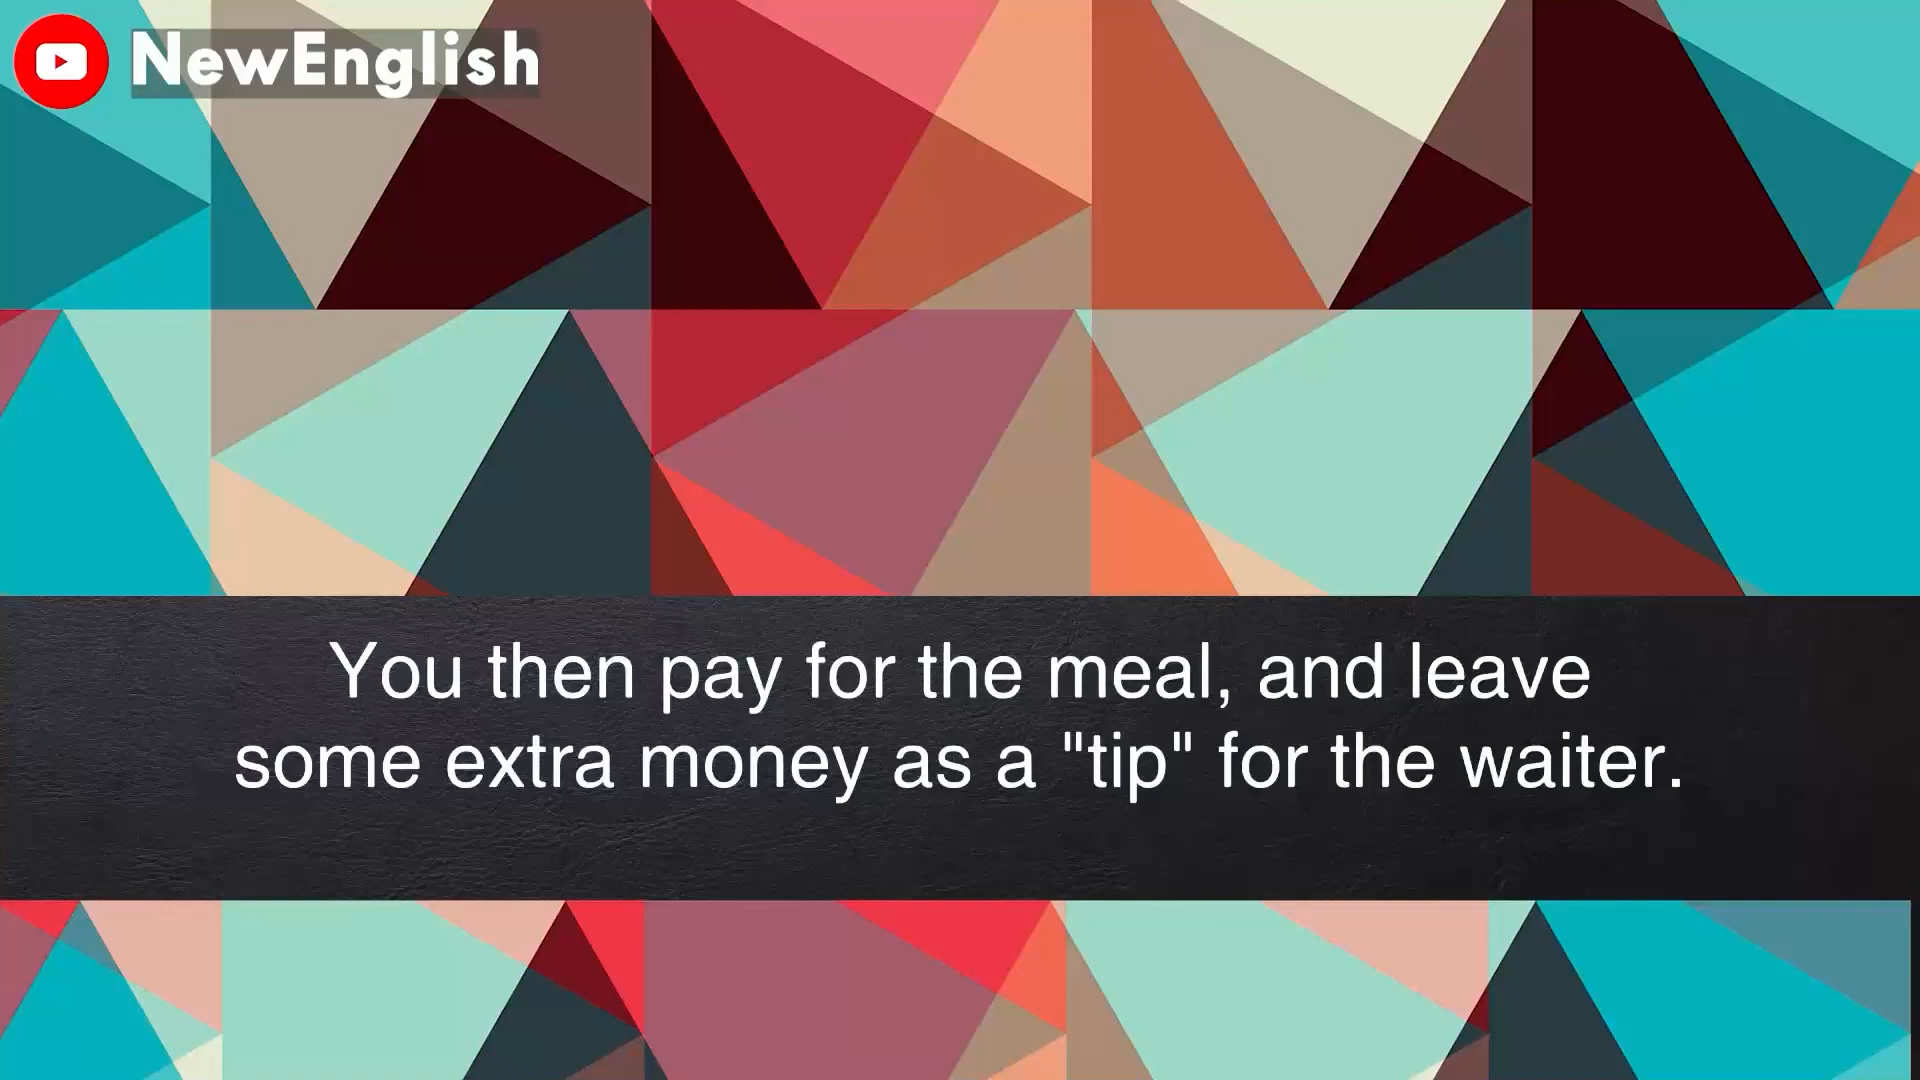 NewEnglish
You then pay for the meal, and leave
some extra money as a "tip" for the waiter.